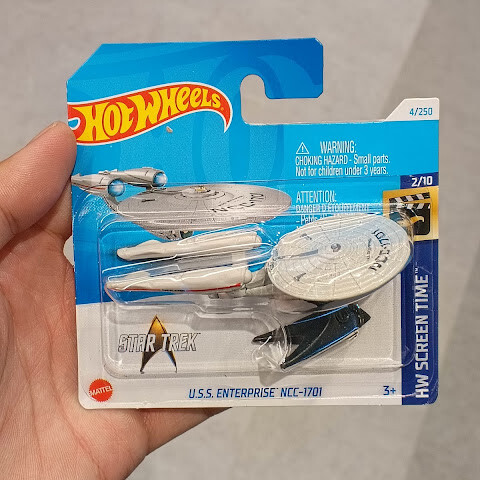 HOT WHEELS
4/250
WARNING:
CHOKING HAZARD - Small parts.
Not for children under 3 years.
ATTENTION:
2/10
HW SCREEN TIME™
NCC-1701
STAR TREK
MATTEL
U.S.S. ENTERPRISE NCC-1701
3+